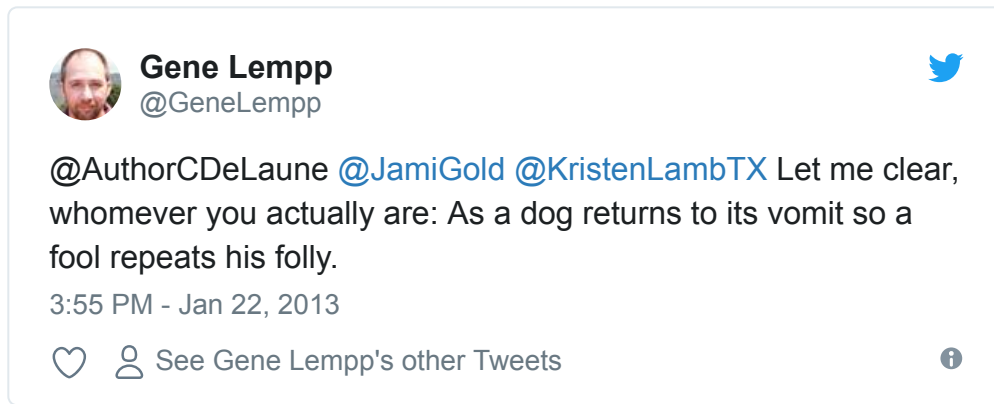 Gene Lempp
@GeneLempp
@AuthorCDeLaune @JamiGold @KristenLambTX Let me clear,
whomever you actually are: As a dog returns to its vomit so a
fool repeats his folly.
3:55 PM - Jan 22, 2013
See Gene Lempp's other Tweets